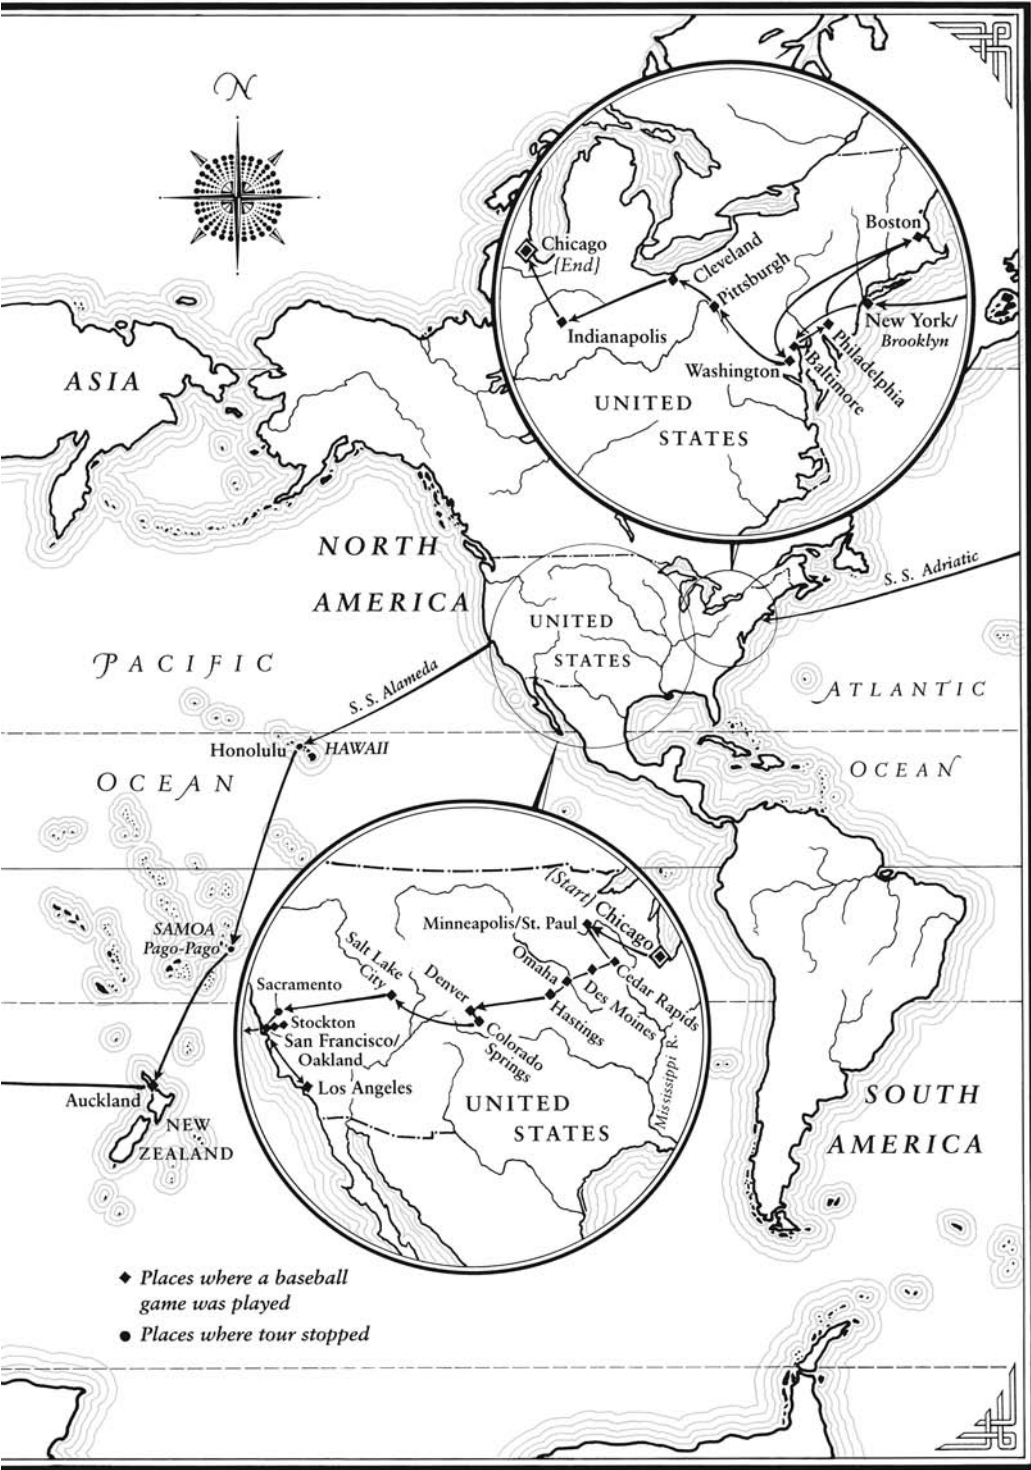 N
Boston
Chicago
{End}
Cleveland
Pittsburgh
New York/
Brooklyn
Indianapolis
Philadelphia
Washington
Baltimore
UNITED
STATES
ASIA
NORTH
AMERICA
S. S. Adriatic
UNITED
STATES
PACIFIC
S. S. Alameda
ATLANTIC
Honolulu
HAWAII
OCEAN
OCEAN
{Start}
Chicago
Minneapolis/St. Paul
SAMOA
Pago-Pago
Salt Lake
City
Denver
Omaha
Cedar Rapids
Des Moines
Hastings
Sacramento
Stockton
San Francisco/
Oakland
Colorado
Springs
Los Angeles
Mississippi R.
UNITED
STATES
Auckland
NEW
ZEALAND
SOUTH
AMERICA
◆ Places where a baseball
game was played
● Places where tour stopped